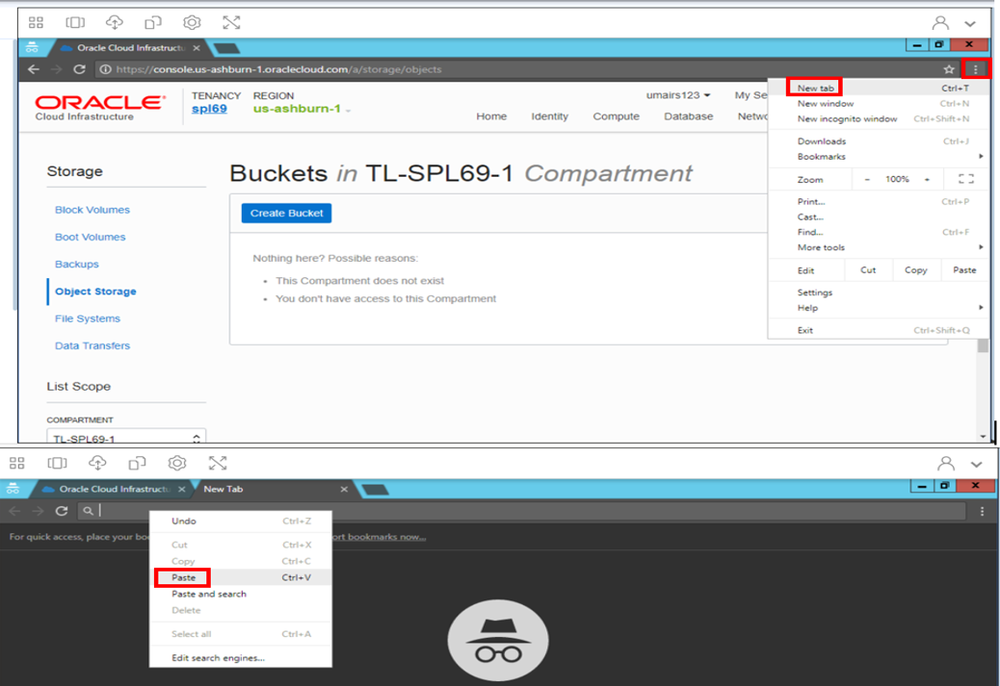 Oracle Cloud Infrastructu
https://console.us-ashburn-1.oraclecloud.com/a/storage/objects
ORACLE
Cloud Infrastructure
TENANCY REGION
spl69 us-ashburn-1
umairs123 My Se
Home Identity Compute Database Netwo
New tab Ctrl+T
New window Ctrl+N
New incognito window Ctrl+Shift+N
Downloads Ctrl+J
Bookmarks
Zoom - 100% +
Print... Ctrl+P
Cast...
Find... Ctrl+F
More tools
Edit Cut Copy Paste
Settings
Help
Exit Ctrl+Shift+Q
Storage
Block Volumes
Boot Volumes
Backups
Object Storage
File Systems
Data Transfers
List Scope
COMPARTMENT
TL-SPL69-1
Buckets in TL-SPL69-1 Compartment
Create Bucket
Nothing here? Possible reasons:
• This Compartment does not exist
• You don't have access to this Compartment
Oracle Cloud Infrastructu New Tab
For quick access, place your bo
ort bookmarks now...
Undo Ctrl+Z
Cut Ctrl+X
Copy Ctrl+C
Paste Ctrl+V
Paste and search
Delete
Select all Ctrl+A
Edit search engines...